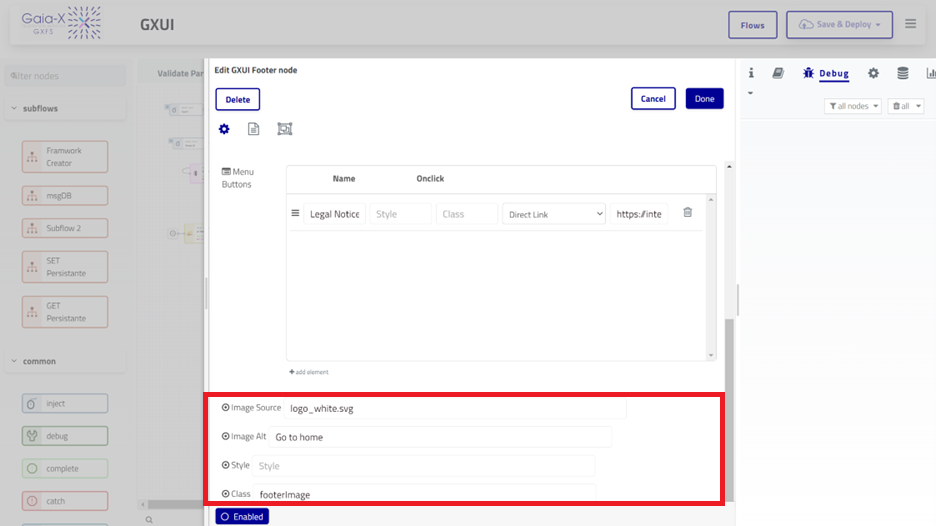 Gaia-X
GXFS
GXUI
Flows
Save & Deploy
filter nodes
Validate Par
Edit GXUI Footer node
Debug
subflows
Delete
Cancel
Done
all nodes
all
Framwork
Creator
Menu
Buttons
Name
Onclick
msgDB
Legal Notice
Style
Class
Direct Link
https://inte
Subflow 2
SET
Persistante
GET
Persistante
common
add element
inject
Image Source
logo_white.svg
debug
Image Alt
Go to home
complete
Style
Style
catch
Class
footerImage
Enabled